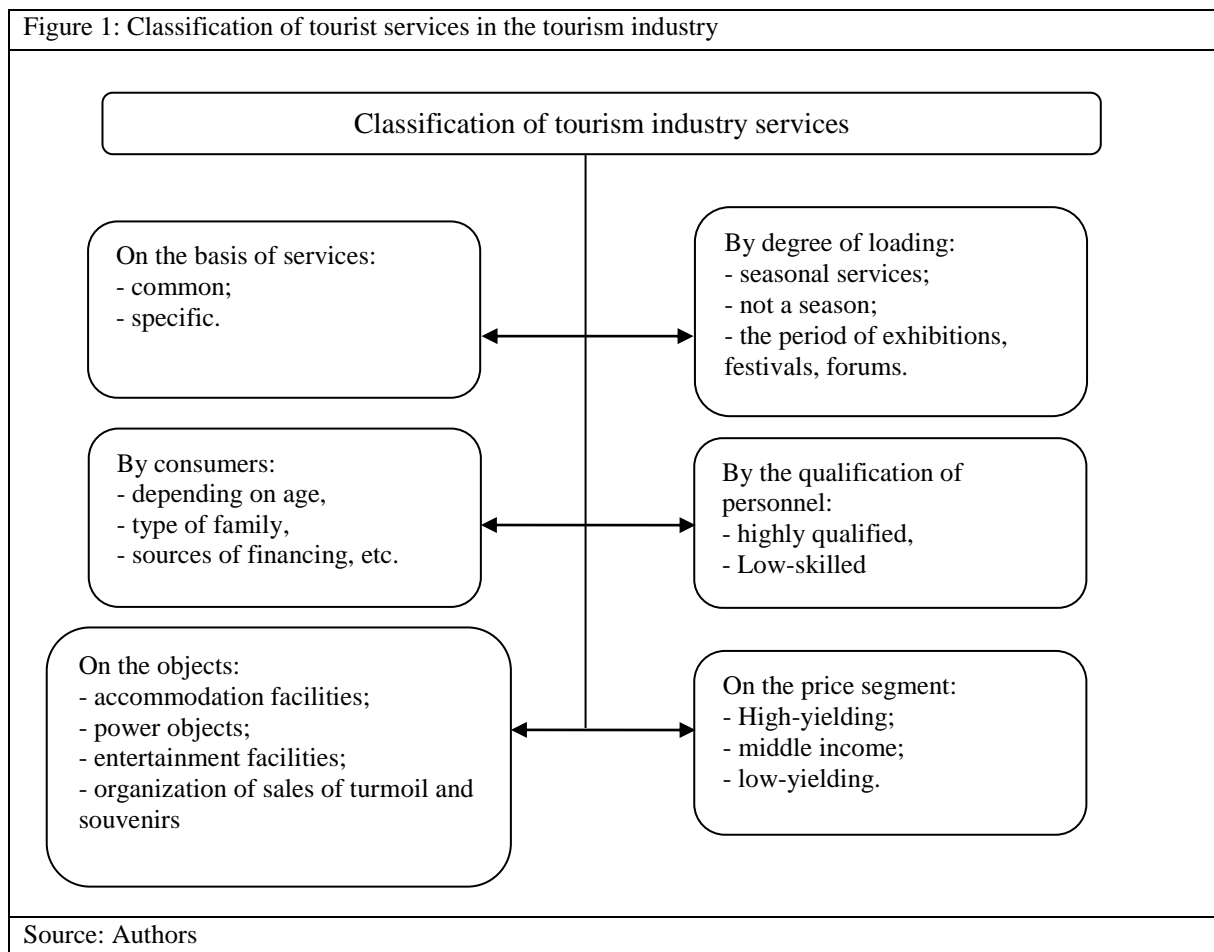 Figure 1: Classification of tourist services in the tourism industry
Classification of tourism industry services
On the basis of services:
- common;
- specific.
By degree of loading:
- seasonal services;
- not a season;
- the period of exhibitions,
festivals, forums.
By consumers:
- depending on age,
- type of family,
- sources of financing, etc.
By the qualification of
personnel:
- highly qualified,
- Low-skilled
On the objects:
- accommodation facilities;
- power objects;
- entertainment facilities;
- organization of sales of turmoil and
souvenirs
On the price segment:
- High-yielding;
- middle income;
- low-yielding.
Source: Authors